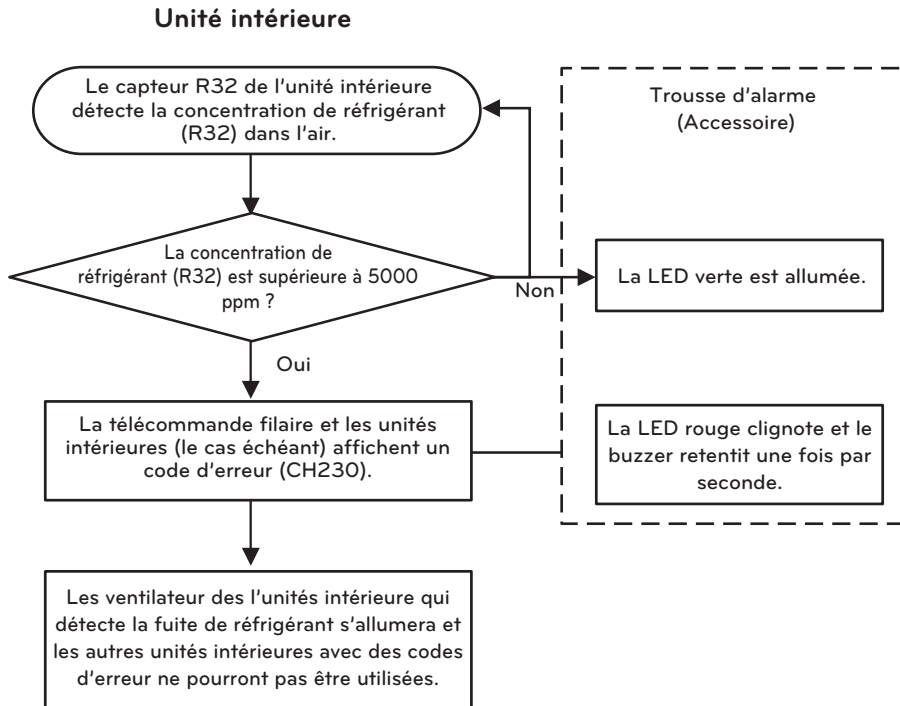 Unité intérieure
Le capteur R32 de l'unité intérieure
détecte la concentration de réfrigérant
(R32) dans l'air.
Trousse d'alarme
(Accessoire)
La concentration de
réfrigérant (R32) est supérieure à 5000
ppm ?
Non
La LED verte est allumée.
Oui
La télécommande filaire et les unités
intérieures (le cas échéant) affichent un
code d'erreur (CH230).
La LED rouge clignote et le
buzzer retentit une fois par
seconde.
Les ventilateur des l'unités intérieure qui
détecte la fuite de réfrigérant s'allumera et
les autres unités intérieures avec des codes
d'erreur ne pourront pas être utilisées.